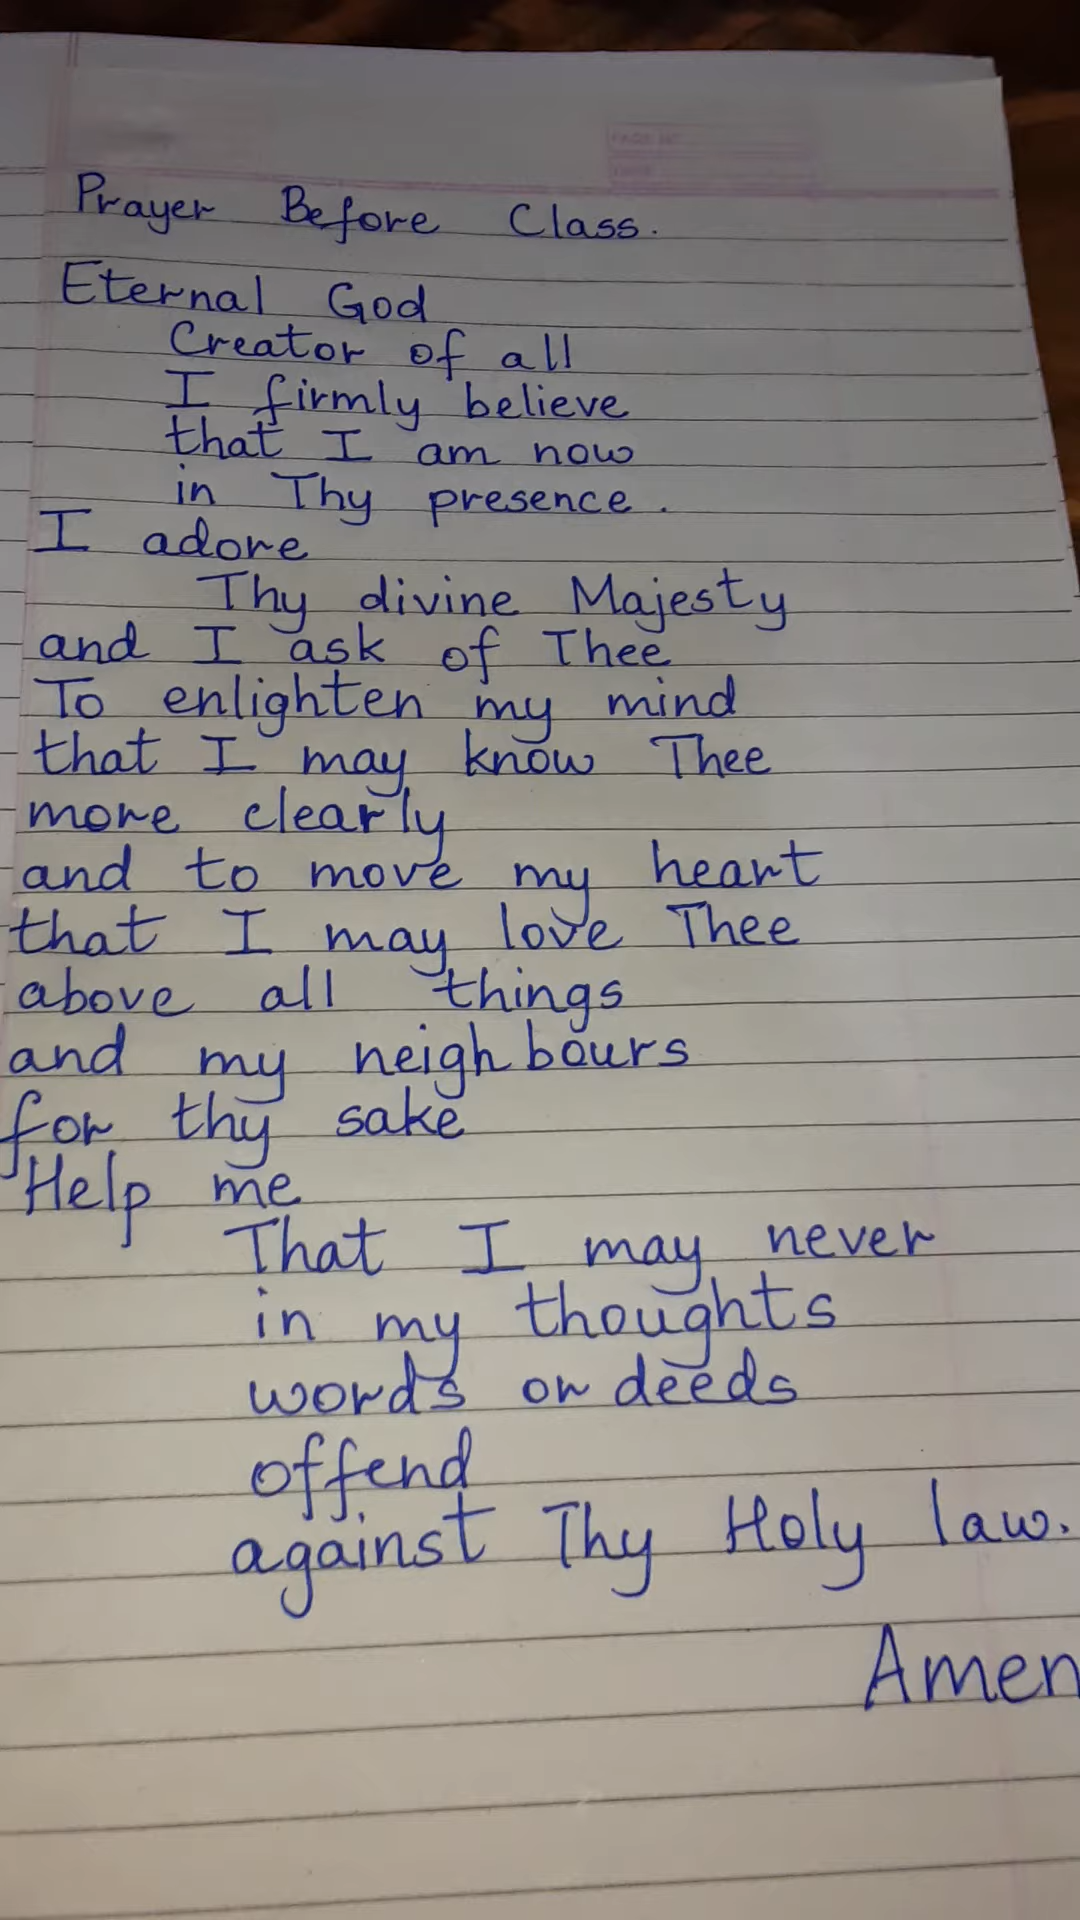 PAGE NO
DATE
Prayer Before Class.
Eternal God
Creator of all
I firmly believe
that I am now
in Thy presence.
I adore
Thy divine Majesty
and I ask of Thee
To enlighten my mind
that I may know Thee
more clearly
and to move my heart
that I may love Thee
above all things
and my neighbours
for thy sake
Help me
That I may never
in my thoughts
words or deeds
offend
against Thy Holy law.
Amen